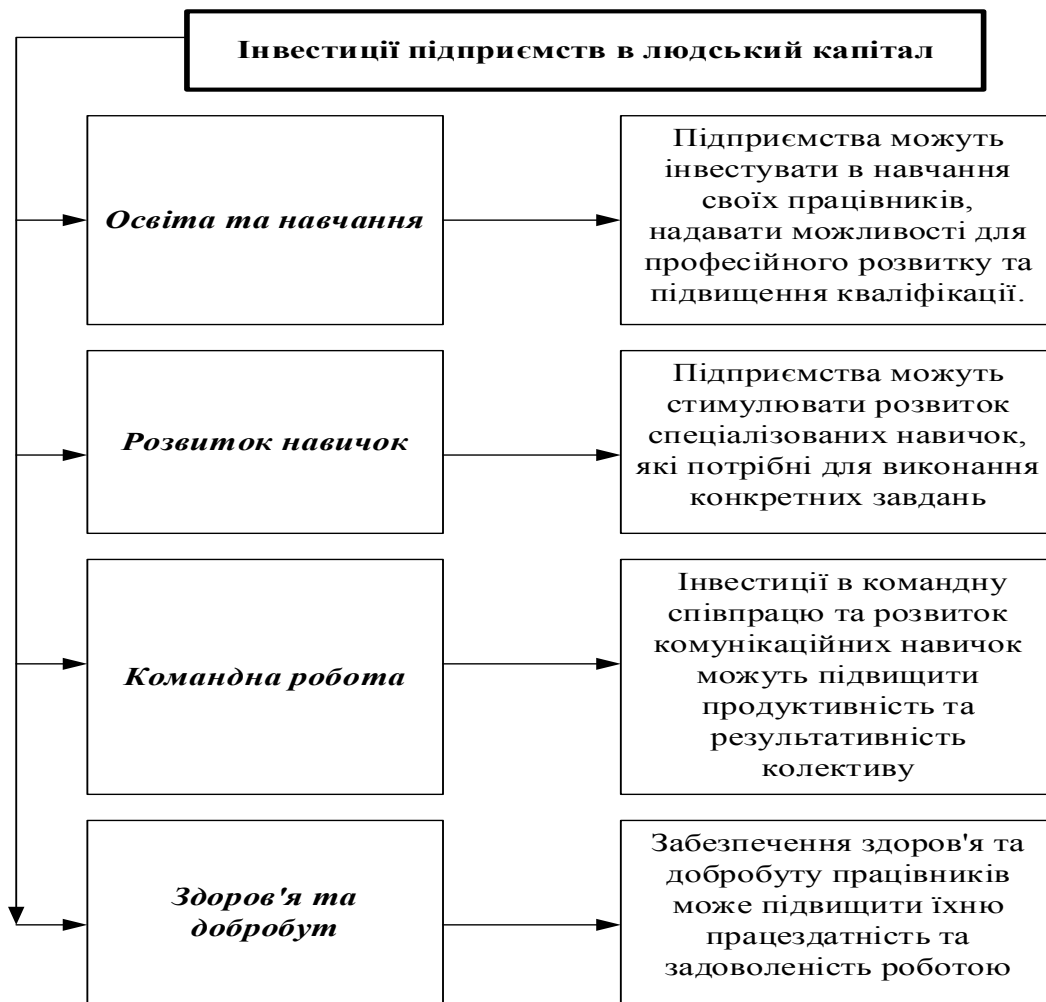 Інвестиції підприємств в людський капітал
Освіта та навчання
Підприємства можуть
інвестувати в навчання
своїх працівників,
надавати можливості для
професійного розвитку та
підвищення кваліфікації.
Розвиток навичок
Підприємства можуть
стимулювати розвиток
спеціалізованих навичок,
які потрібні для виконання
конкретних завдань
Командна робота
Інвестиції в командну
співпрацю та розвиток
комунікаційних навичок
можуть підвищити
продуктивність та
результативність
колективу
Здоров'я та
добробут
Забезпечення здоров'я та
добробуту працівників
може підвищити їхню
працездатність та
задоволеність роботою